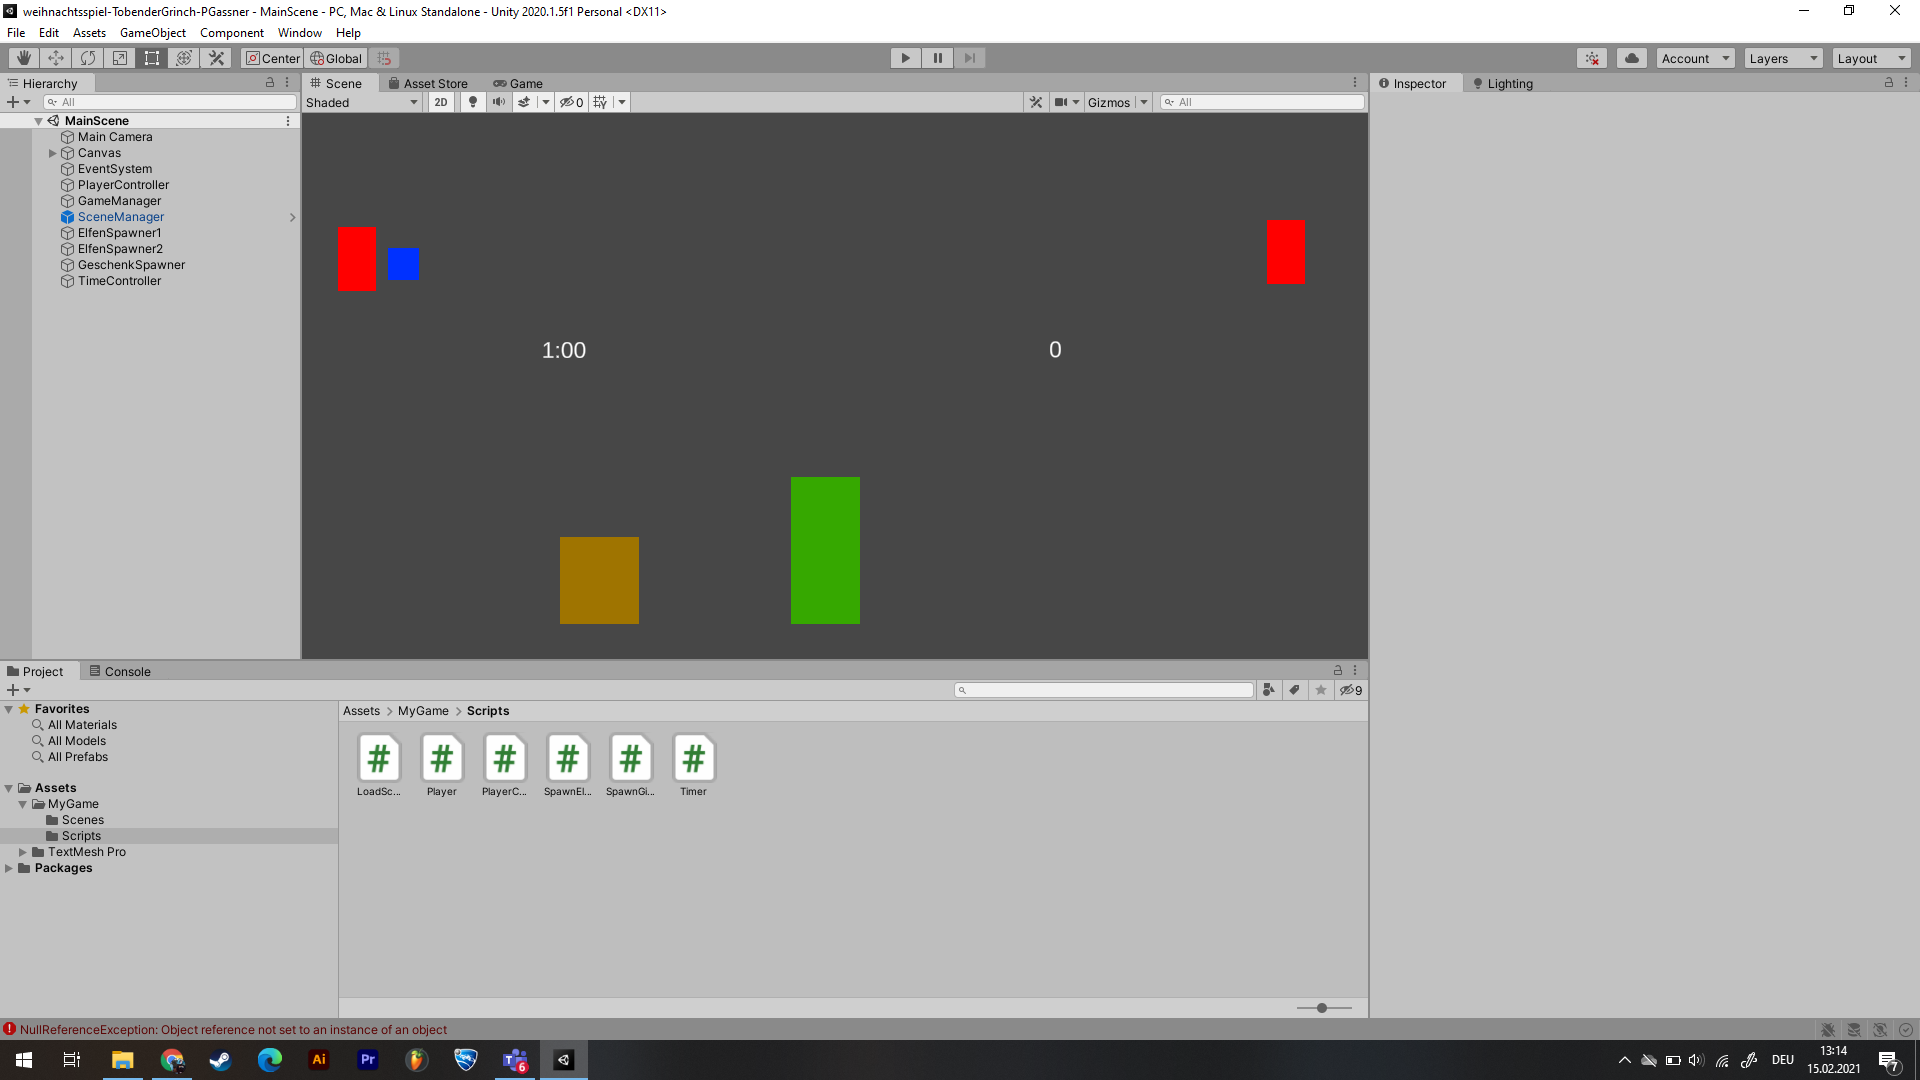 weihnachtsspiel-TobenderGrinch-PGassner - MainScene - PC, Mac & Linux Standalone - Unity 2020.1.5f1 Personal <DX11>
File Edit Assets GameObject Component Window Help
Center Global Account Layers Layout
Hierarchy
All
MainScene
Main Camera
Canvas
EventSystem
PlayerController
GameManager
SceneManager
ElfenSpawner1
ElfenSpawner2
GeschenkSpawner
TimeController
Scene Asset Store Game
Shaded 2D 0 Gizmos All
1:00
0
Inspector Lighting
Project Console
9
Favorites
All Materials
All Models
All Prefabs
Assets
MyGame
Scenes
Scripts
TextMesh Pro
Packages
Assets > MyGame > Scripts
# # # # # #
LoadSc... Player PlayerC... SpawnEl... SpawnGi... Timer
NullReferenceException: Object reference not set to an instance of an object
Ai Pr T 6
DEU
13:14
15.02.2021
7